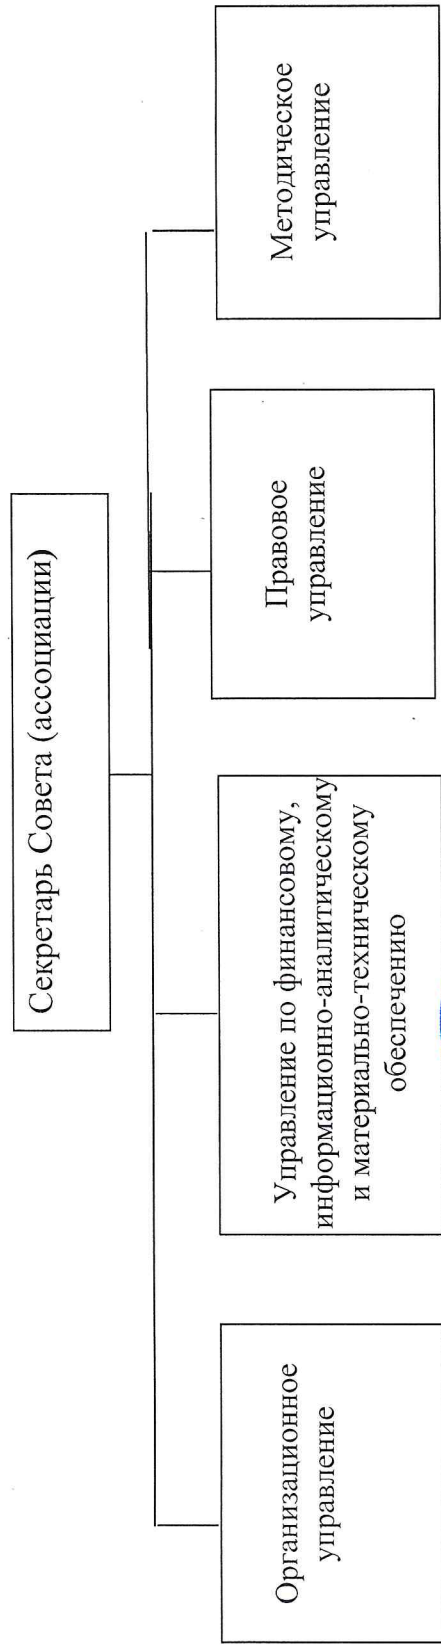 Секретарь Совета (ассоциации)
Организационное
управление
Управление по финансовому,
информационно-аналитическому
и материально-техническому
обеспечению
Правовое
управление
Методическое
управление